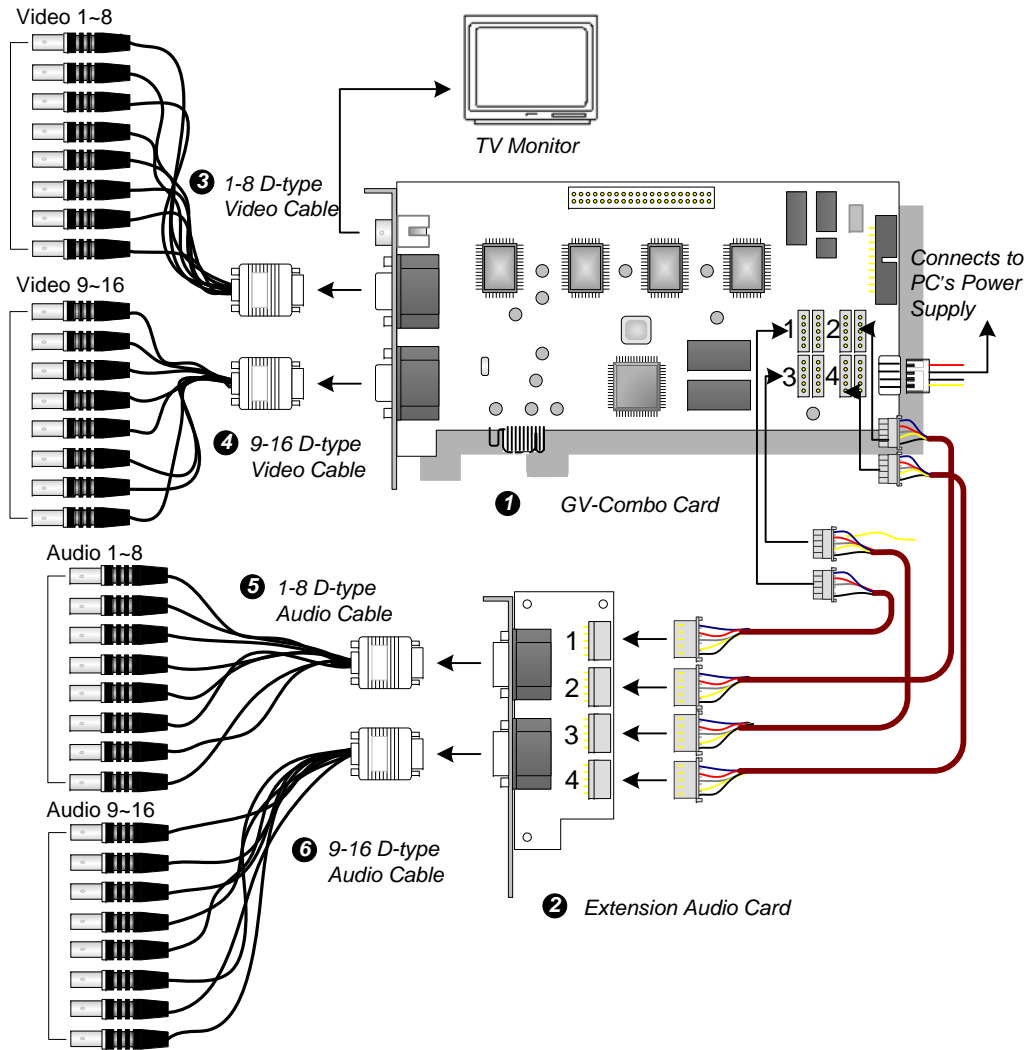 Video 1~8
TV Monitor
3 1-8 D-type
Video Cable
Connects to
PC's Power
Supply
Video 9~16
1 2
3 4
4 9-16 D-type
Video Cable
1 GV-Combo Card
Audio 1~8
5 1-8 D-type
Audio Cable
1
2
3
4
Audio 9~16
6 9-16 D-type
Audio Cable
2 Extension Audio Card